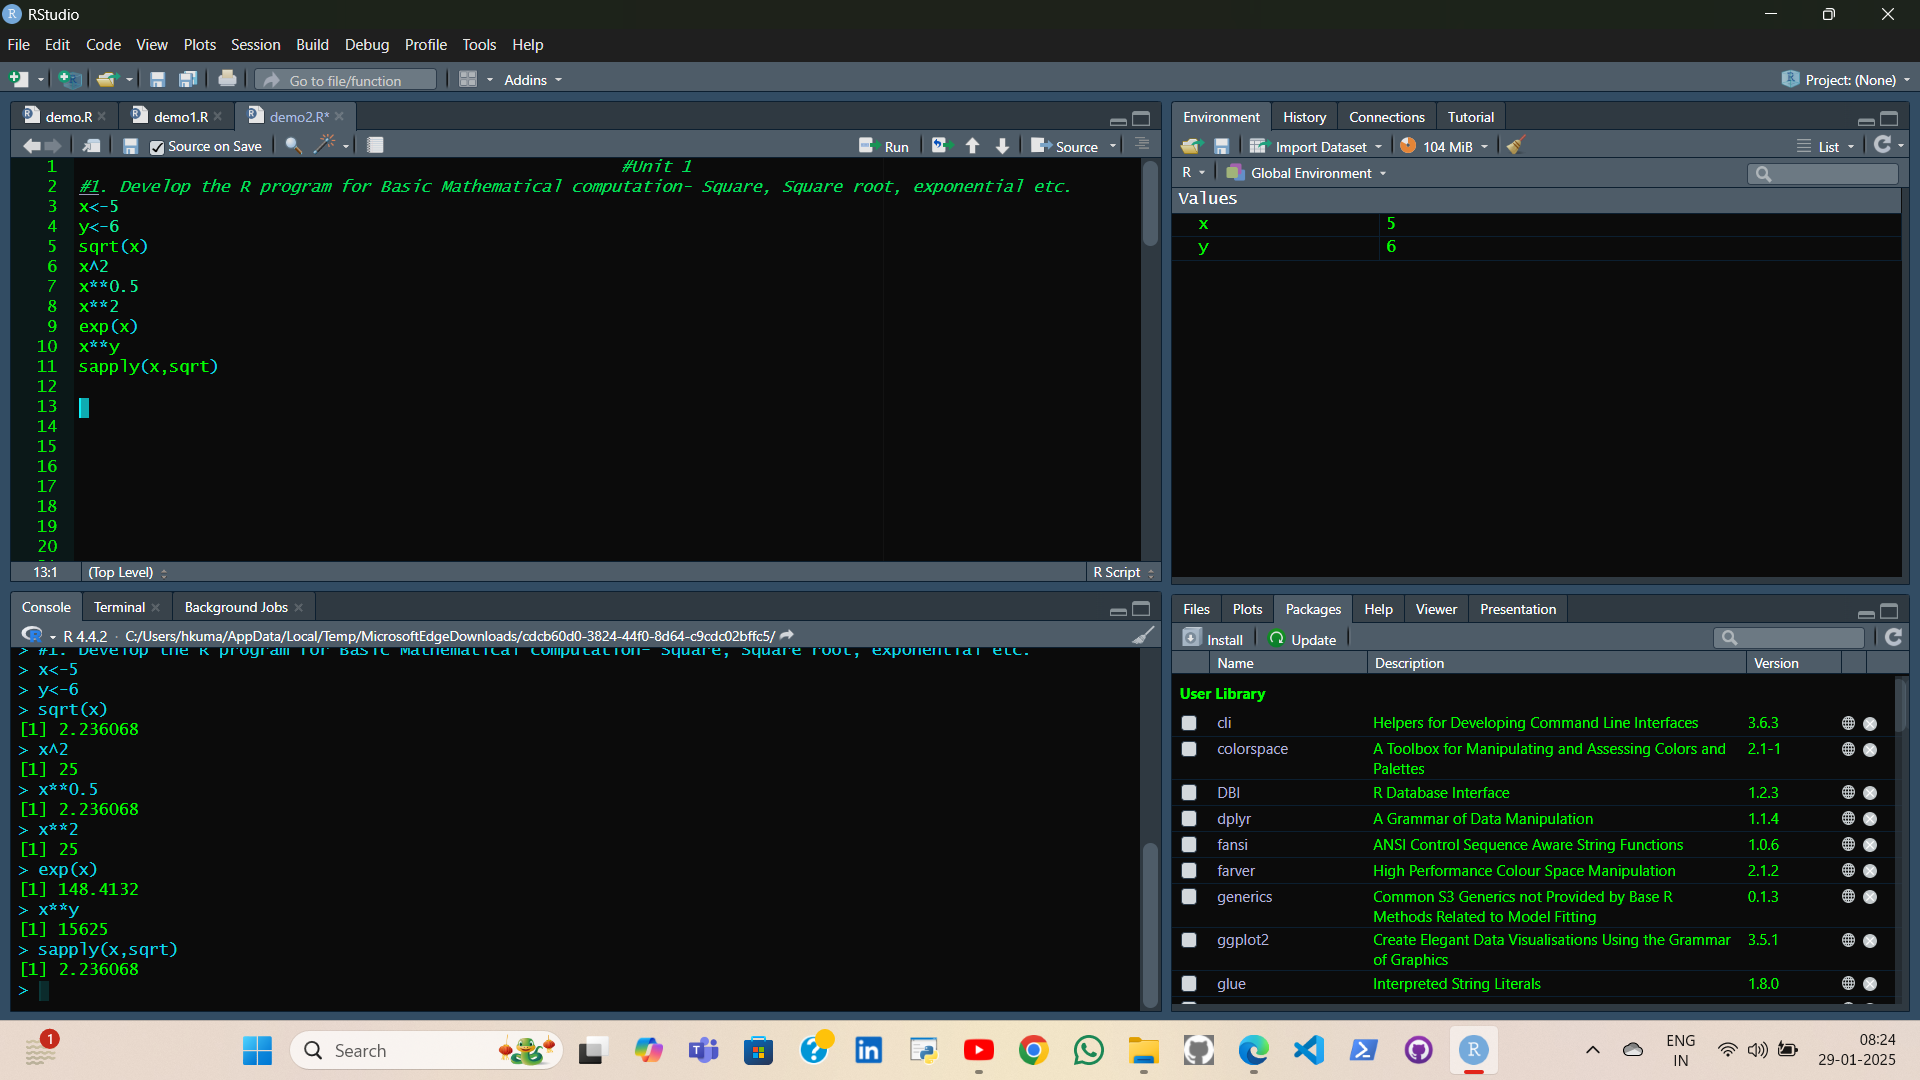 RStudio
File Edit Code View Plots Session Build Debug Profile Tools Help
Go to file/function Addins Project: (None)
demo.R demo1.R demo2.R*
Source on Save Run Source
1 #Unit 1
2 #1. Develop the R program for Basic Mathematical computation- Square, Square root, exponential etc.
3 x<-5
4 y<-6
5 sqrt(x)
6 x^2
7 x**0.5
8 x**2
9 exp(x)
10 x**y
11 sapply(x,sqrt)
12
13
14
15
16
17
18
19
20
13:1 (Top Level) R Script
Console Terminal Background Jobs
R 4.4.2 · C:/Users/hkuma/AppData/Local/Temp/MicrosoftEdgeDownloads/cdcb60d0-3824-44f0-8d64-c9cdc02bffc5/
> #1. Develop the R program for Basic Mathematical computation- Square, Square root, exponential etc.
> x<-5
> y<-6
> sqrt(x)
[1] 2.236068
> x^2
[1] 25
> x**0.5
[1] 2.236068
> x**2
[1] 25
> exp(x)
[1] 148.4132
> x**y
[1] 15625
> sapply(x,sqrt)
[1] 2.236068
>
Environment History Connections Tutorial
Import Dataset 104 MiB List
R Global Environment
Values
x 5
y 6
Files Plots Packages Help Viewer Presentation
Install Update
Name Description Version
User Library
cli Helpers for Developing Command Line Interfaces 3.6.3
colorspace A Toolbox for Manipulating and Assessing Colors and 2.1-1
Palettes
DBI R Database Interface 1.2.3
dplyr A Grammar of Data Manipulation 1.1.4
fansi ANSI Control Sequence Aware String Functions 1.0.6
farver High Performance Colour Space Manipulation 2.1.2
generics Common S3 Generics not Provided by Base R 0.1.3
Methods Related to Model Fitting
ggplot2 Create Elegant Data Visualisations Using the Grammar 3.5.1
of Graphics
glue Interpreted String Literals 1.8.0
1 Search ENG 08:24
IN 29-01-2025